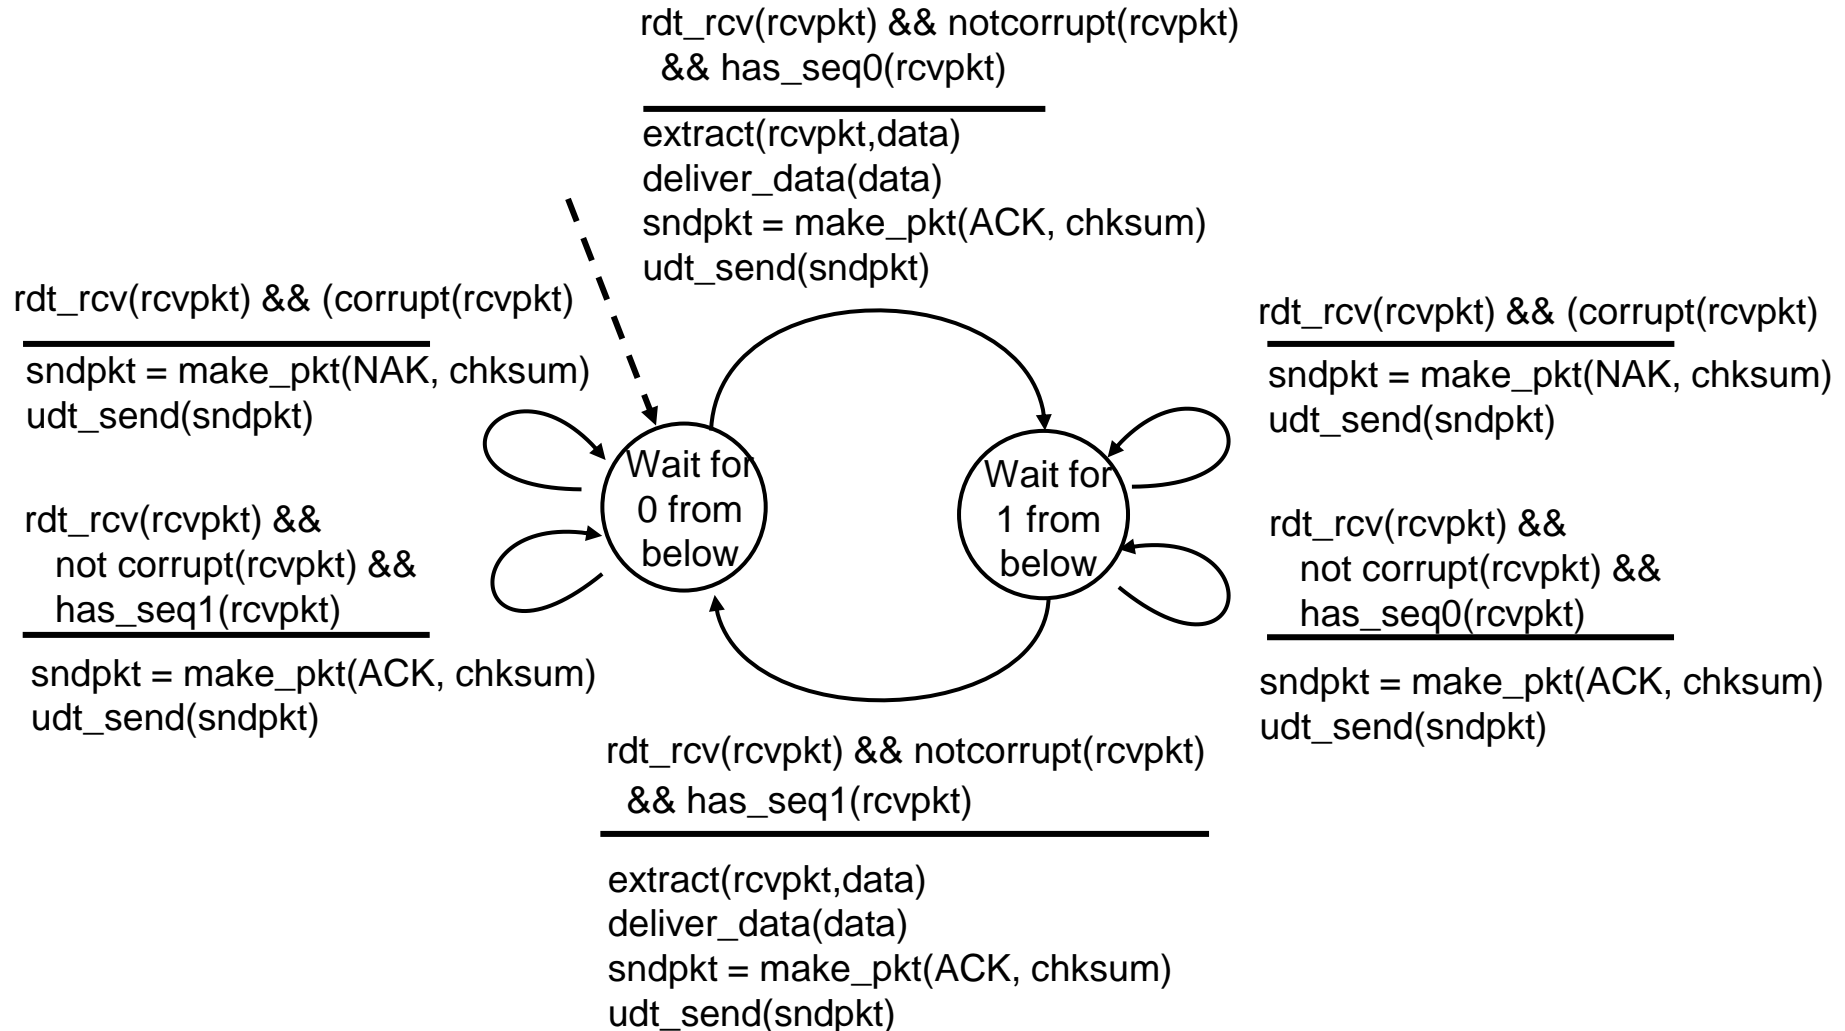 rdt_rcv(rcvpkt) && notcorrupt(rcvpkt)
&& has_seq0(rcvpkt)
extract(rcvpkt,data)
deliver_data(data)
sndpkt = make_pkt(ACK, chksum)
udt_send(sndpkt)
rdt_rcv(rcvpkt) && (corrupt(rcvpkt)
sndpkt = make_pkt(NAK, chksum)
udt_send(sndpkt)
rdt_rcv(rcvpkt) &&
not corrupt(rcvpkt) &&
has_seq1(rcvpkt)
sndpkt = make_pkt(ACK, chksum)
udt_send(sndpkt)
Wait for
0 from
below
Wait for
1 from
below
rdt_rcv(rcvpkt) && (corrupt(rcvpkt)
sndpkt = make_pkt(NAK, chksum)
udt_send(sndpkt)
rdt_rcv(rcvpkt) &&
not corrupt(rcvpkt) &&
has_seq0(rcvpkt)
sndpkt = make_pkt(ACK, chksum)
udt_send(sndpkt)
rdt_rcv(rcvpkt) && notcorrupt(rcvpkt)
&& has_seq1(rcvpkt)
extract(rcvpkt,data)
deliver_data(data)
sndpkt = make_pkt(ACK, chksum)
udt_send(sndpkt)